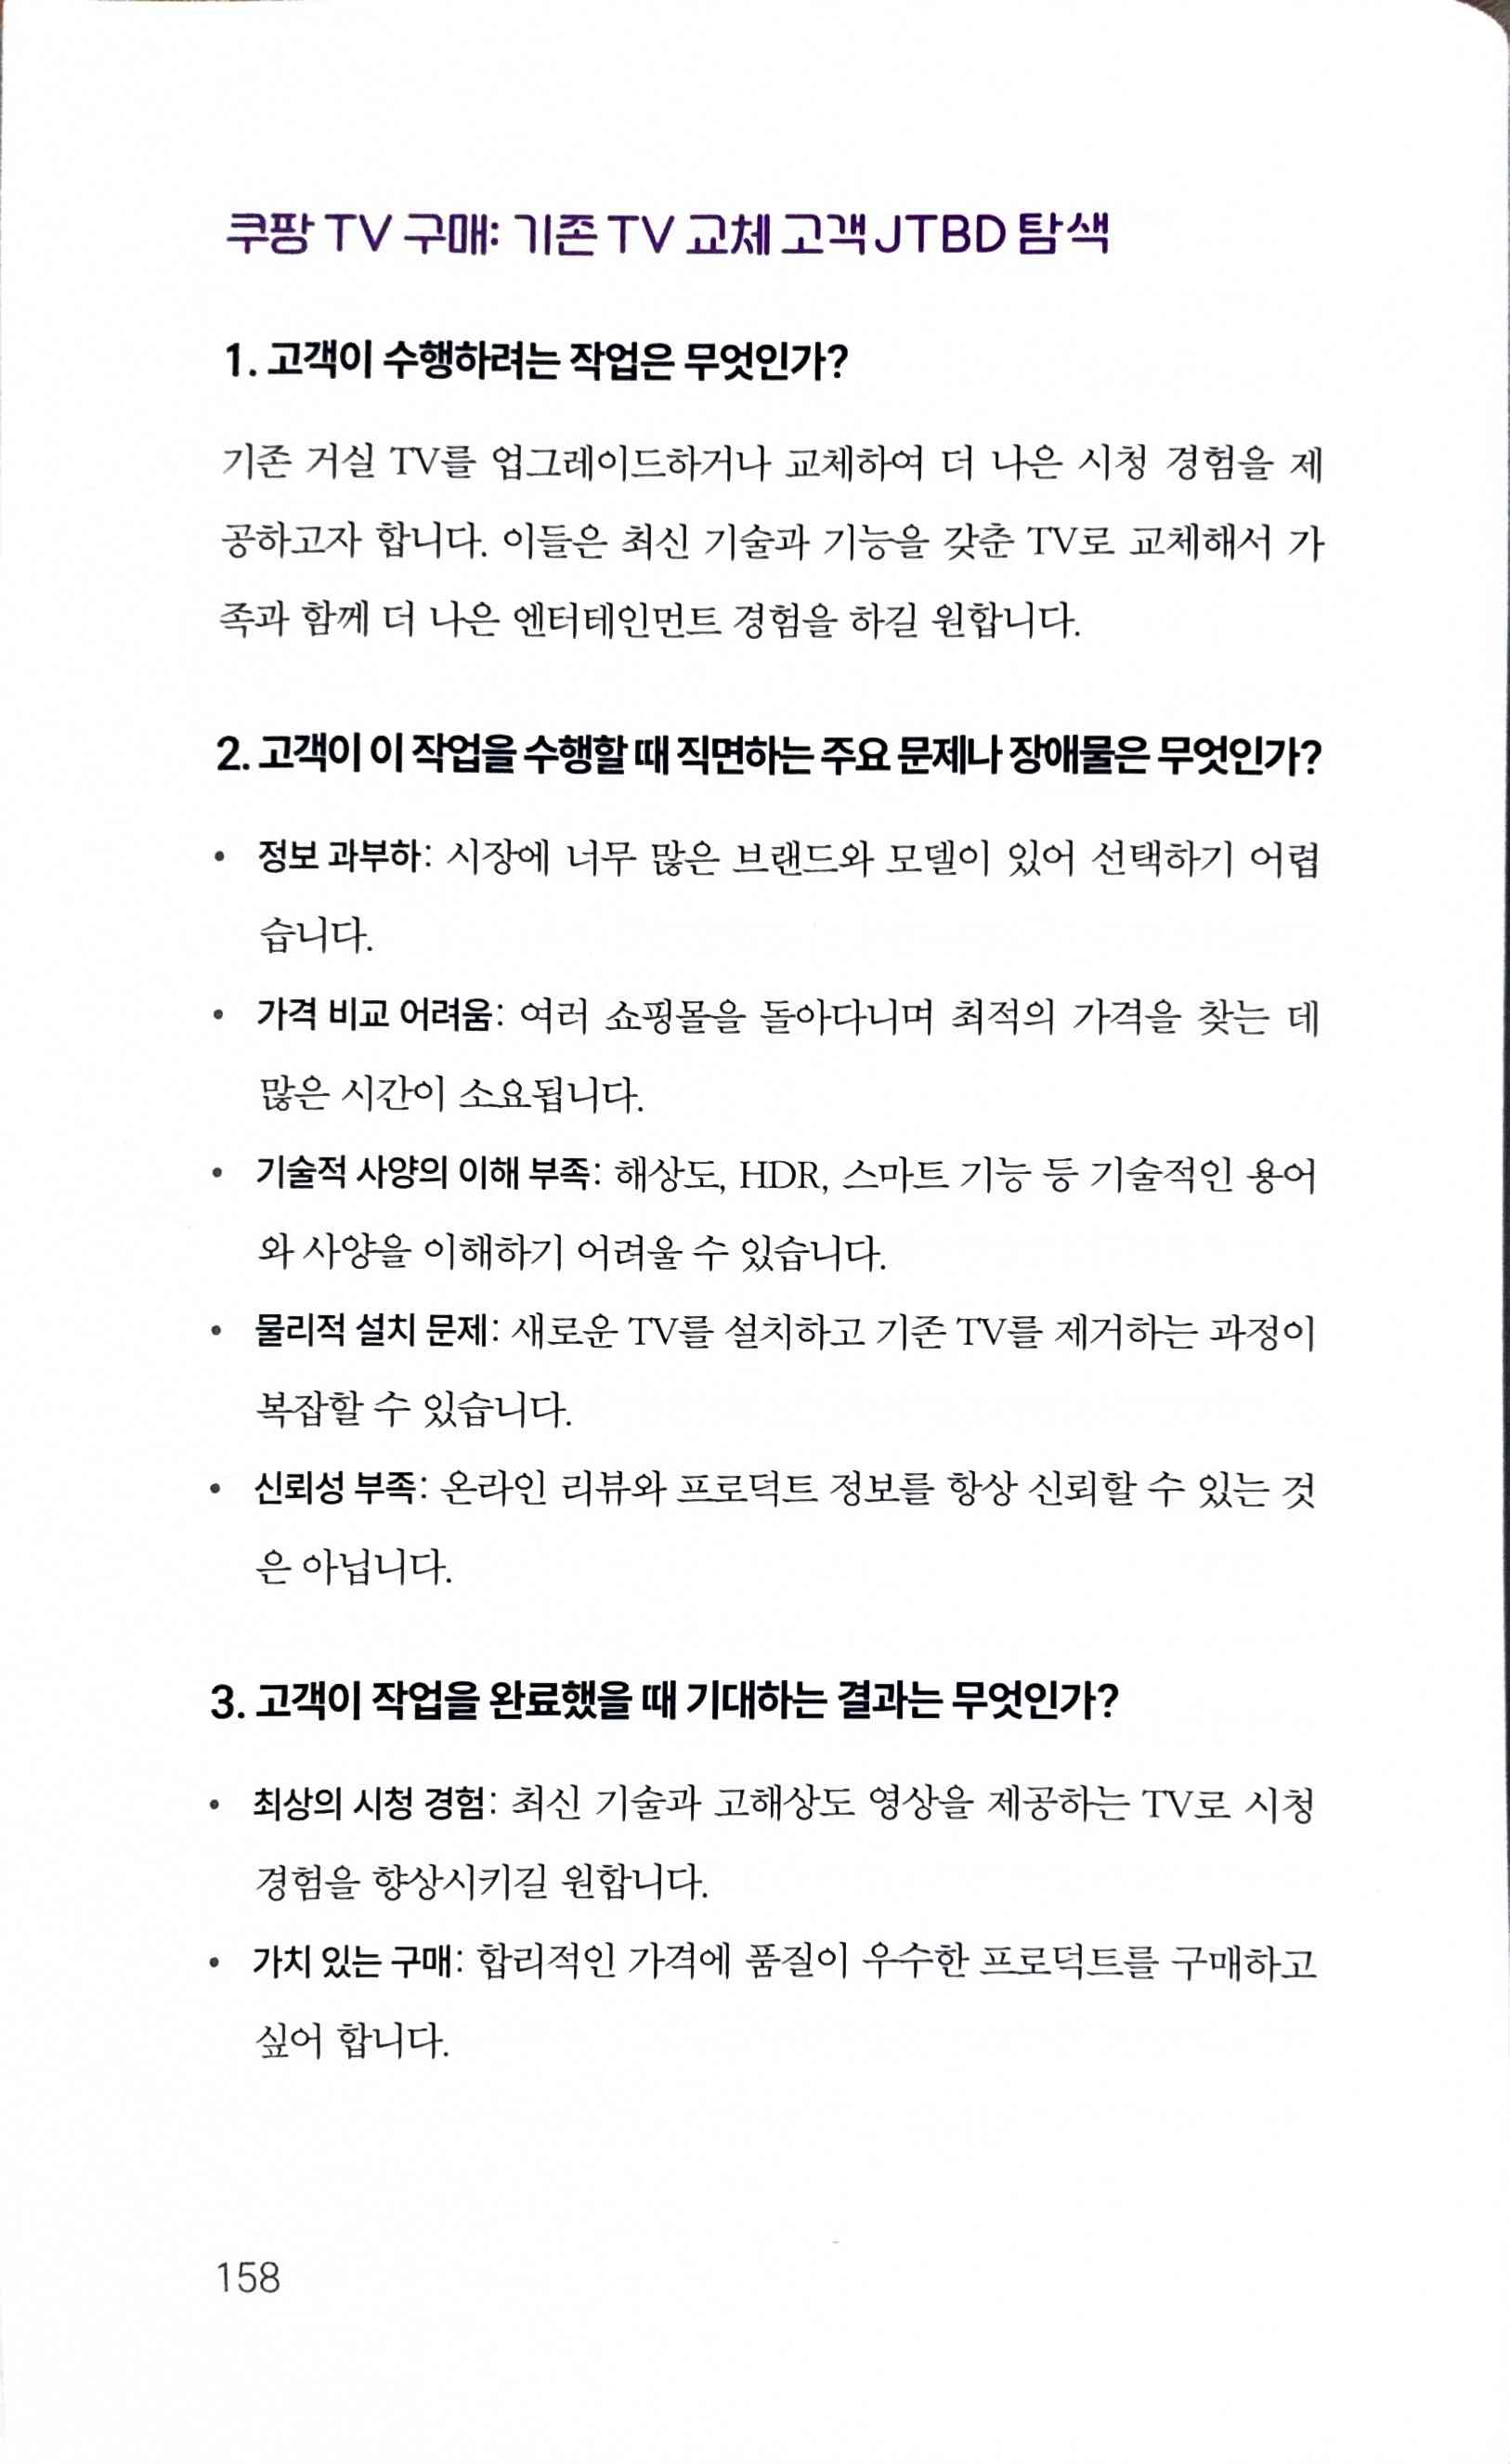 쿠팡 TV 구매: 기존 TV 교체 고객 JTBD 탐색
1. 고객이 수행하려는 작업은 무엇인가?
기존 거실 TV를 업그레이드하거나 교체하여 더 나은 시청 경험을 제
공하고자 합니다. 이들은 최신 기술과 기능을 갖춘 TV로 교체해서 가
족과 함께 더 나은 엔터테인먼트 경험을 하길 원합니다.
2. 고객이 이 작업을 수행할 때 직면하는 주요 문제나 장애물은 무엇인가?
• 정보 과부하: 시장에 너무 많은 브랜드와 모델이 있어 선택하기 어렵
습니다.
• 가격 비교 어려움: 여러 쇼핑몰을 돌아다니며 최적의 가격을 찾는 데
많은 시간이 소요됩니다.
• 기술적 사양의 이해 부족: 해상도, HDR, 스마트 기능 등 기술적인 용어
와 사양을 이해하기 어려울 수 있습니다.
• 물리적 설치 문제: 새로운 TV를 설치하고 기존 TV를 제거하는 과정이
복잡할 수 있습니다.
• 신뢰성 부족: 온라인 리뷰와 프로덕트 정보를 항상 신뢰할 수 있는 것
은 아닙니다.
3. 고객이 작업을 완료했을 때 기대하는 결과는 무엇인가?
• 최상의 시청 경험: 최신 기술과 고해상도 영상을 제공하는 TV로 시청
경험을 향상시키길 원합니다.
• 가치 있는 구매: 합리적인 가격에 품질이 우수한 프로덕트를 구매하고
싶어 합니다.
158